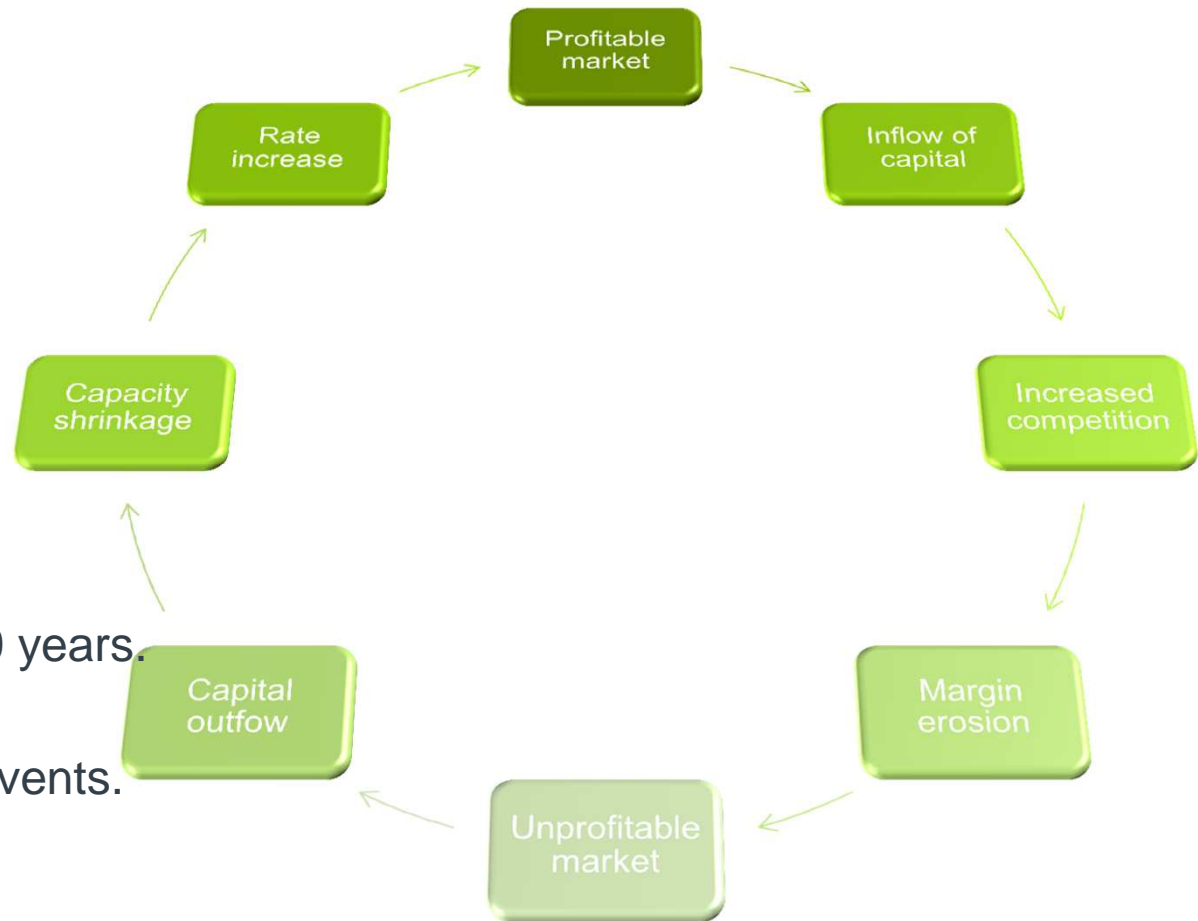 Profitable
market
Inflow of
capital
Increased
competition
Margin
erosion
Unprofitable
market
Capital
outfow
Capacity
shrinkage
Rate
increase
years.
vents.